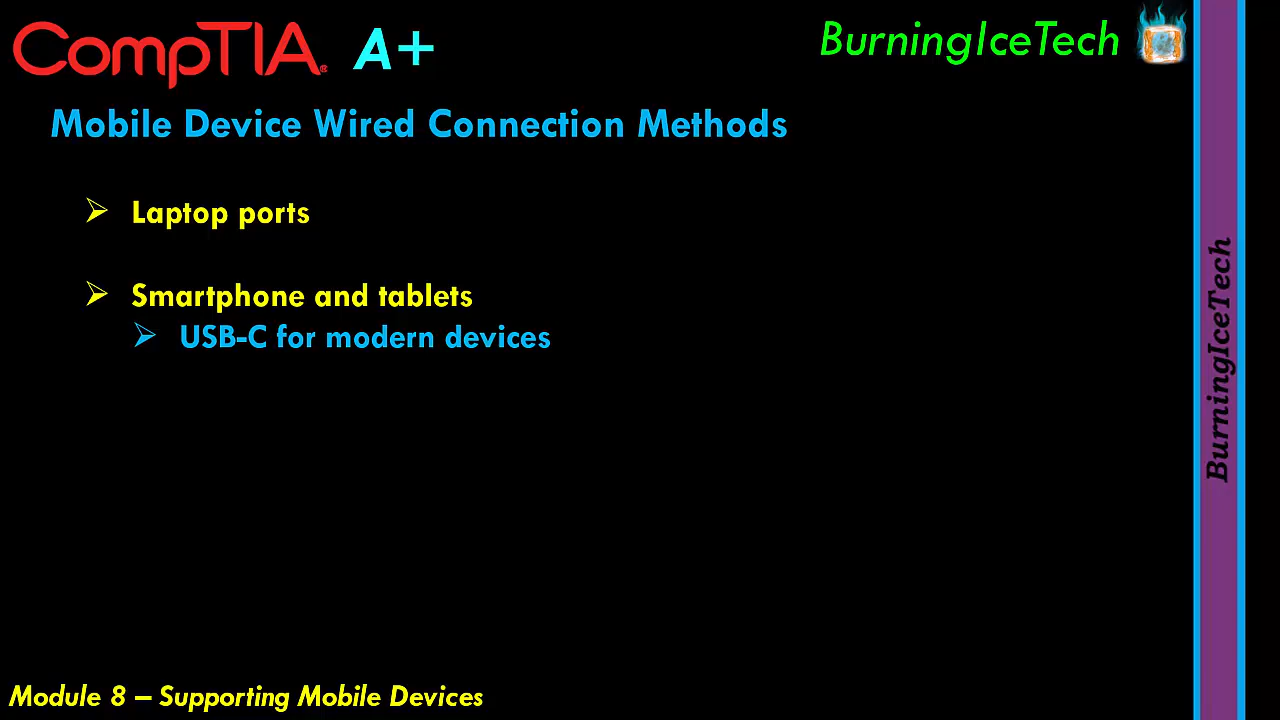 CompTIA® A+
BurningIceTech
Mobile Device Wired Connection Methods
Laptop ports
Smartphone and tablets
USB-C for modern devices
BurningIceTech
Module 8 – Supporting Mobile Devices